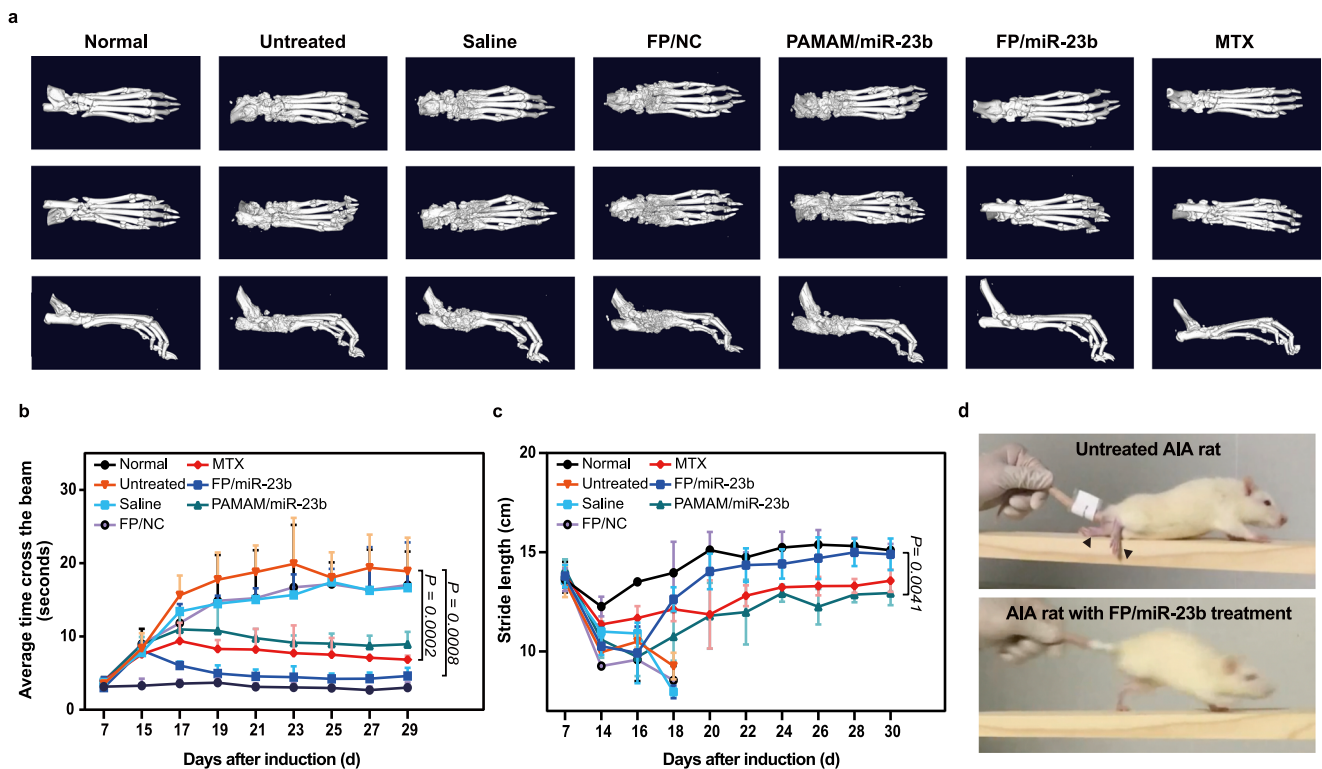 a
Normal
Untreated
Saline
FP/NC
PAMAM/miR-23b
FP/miR-23b
MTX
b
Average time cross the beam
(seconds)
35
30
20
10
0
Normal
MTX
Untreated
FP/miR-23b
Saline
PAMAM/miR-23b
FP/NC
P = 0.0002
P = 0.0008
7 15 17 19 21 23 25 27 29
Days after induction (d)
c
Stride length (cm)
20
15
10
Normal
MTX
Untreated
FP/miR-23b
Saline
PAMAM/miR-23b
FP/NC
P= 0.0041
7 14 16 18 20 22 24 26 28 30
Days after induction (d)
d
Untreated AIA rat
AIA rat with FP/miR-23b treatment